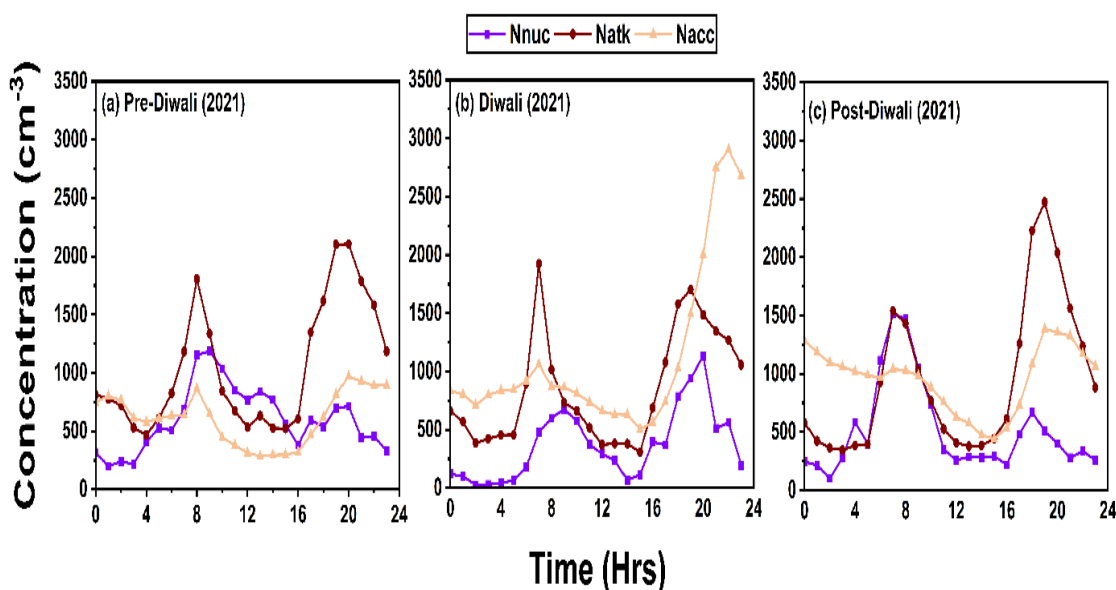 Nnuc Natk Nacc
Concentration (cm⁻³)
(a) Pre-Diwali (2021)
3500
3000
2500
2000
1500
1000
500
0
0 4 8 12 16 20 24
(b) Diwali (2021)
3500
3000
2500
2000
1500
1000
500
0
0 4 8 12 16 20 24
(c) Post-Diwali (2021)
3500
3000
2500
2000
1500
1000
500
0
0 4 8 12 16 20 24
Time (Hrs)